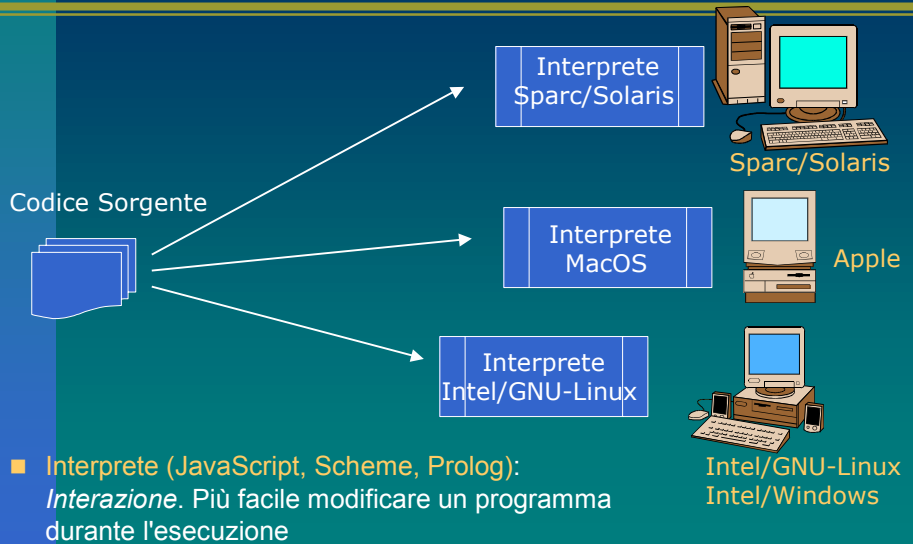 Interprete
Sparc/Solaris
Sparc/Solaris
Codice Sorgente
Interprete
MacOS
Apple
Interprete
Intel/GNU-Linux
Intel/GNU-Linux
Intel/Windows
Interprete (JavaScript, Scheme, Prolog):
Interazione. Più facile modificare un programma
durante l'esecuzione